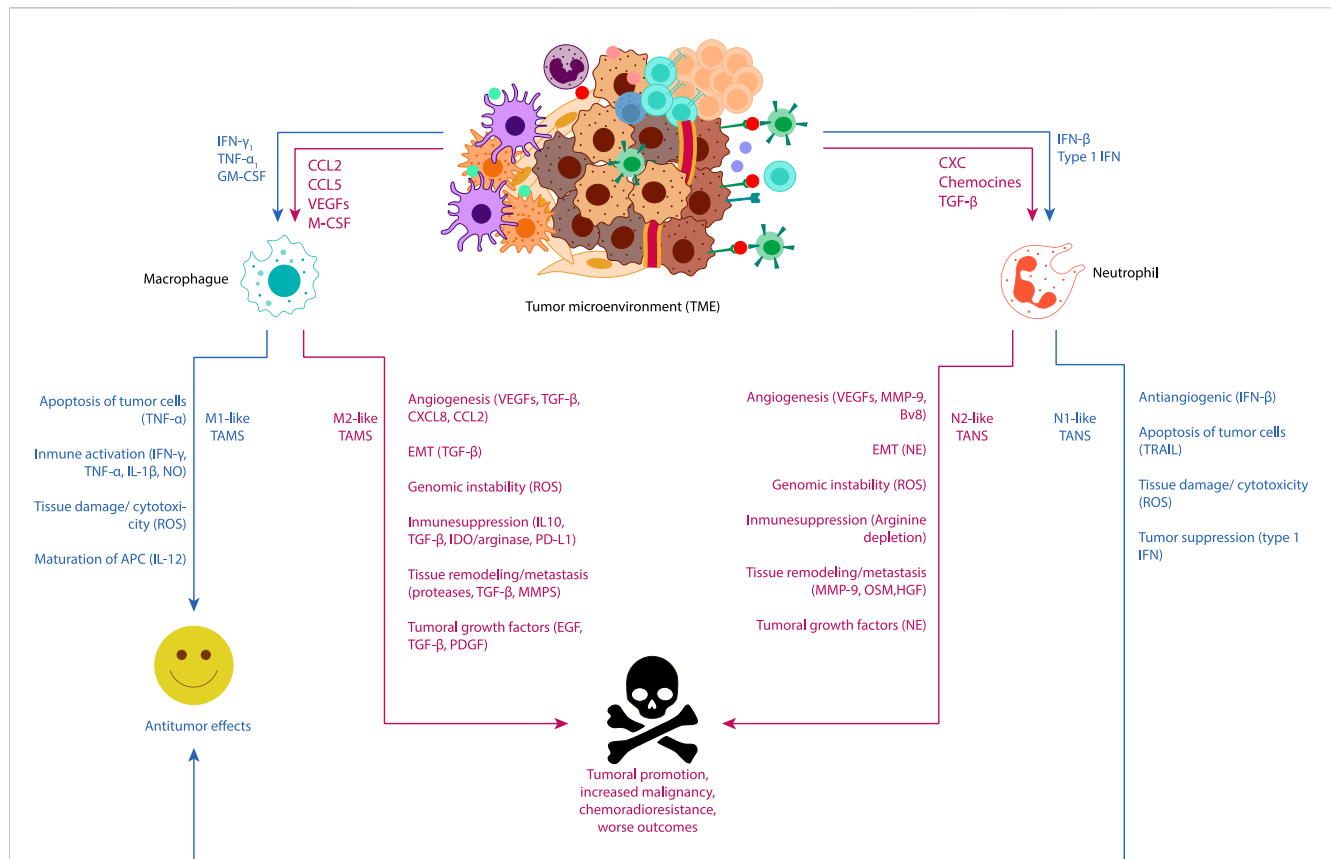 IFN-γ₁
TNF-α₁
GM-CSF
CCL2
CCL5
VEGFs
M-CSF
IFN-β
Type 1 IFN
CXC
Chemocines
TGF-β
Macrophague
Neutrophil
Tumor microenvironment (TME)
Apoptosis of tumor cells
(TNF-α)
Inmune activation (IFN-γ,
TNF-α, IL-1β, NO)
Tissue damage/ cytotoxi-
city (ROS)
Maturation of APC (IL-12)
M1-like
TAMS
M2-like
TAMS
Angiogenesis (VEGFs, TGF-β,
CXCL8, CCL2)
EMT (TGF-β)
Genomic instability (ROS)
Inmunesuppression (IL10,
TGF-β, IDO/arginase, PD-L1)
Tissue remodeling/metastasis
(proteases, TGF-β, MMPS)
Tumoral growth factors (EGF,
TGF-β, PDGF)
Angiogenesis (VEGFs, MMP-9,
Bv8)
EMT (NE)
Genomic instability (ROS)
Inmunesuppression (Arginine
depletion)
Tissue remodeling/metastasis
(MMP-9, OSM,HGF)
Tumoral growth factors (NE)
N2-like
TANS
N1-like
TANS
Antiangiogenic (IFN-β)
Apoptosis of tumor cells
(TRAIL)
Tissue damage/ cytotoxicity
(ROS)
Tumor suppression (type 1
IFN)
Antitumor effects
Tumoral promotion,
increased malignancy,
chemoradioresistance,
worse outcomes